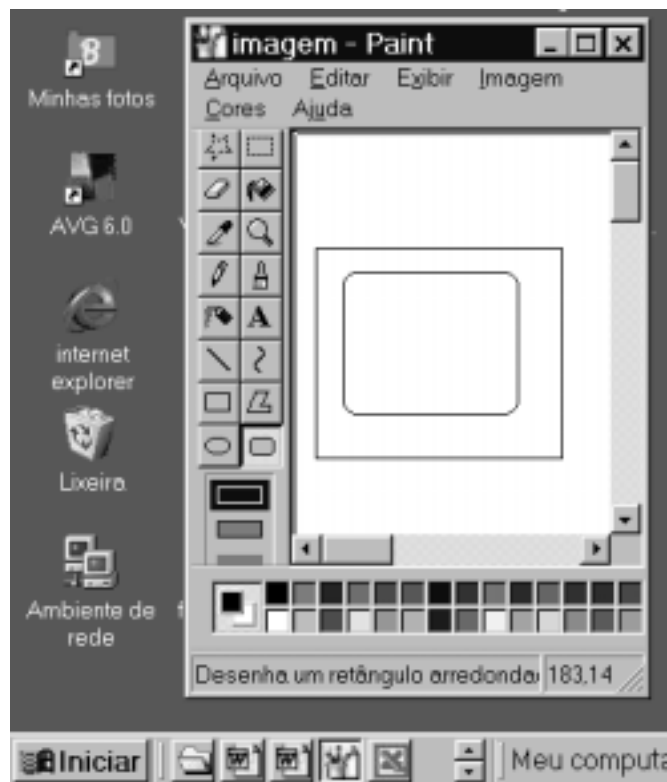 Minhas fotos
AVG 6.0
internet
explorer
Lixeira
Ambiente de
rede
imagem - Paint
Arquivo Editar Exibir Imagem
Cores Ajuda
A
Desenha um retângulo arredonda 183,14
Iniciar
Meu computa